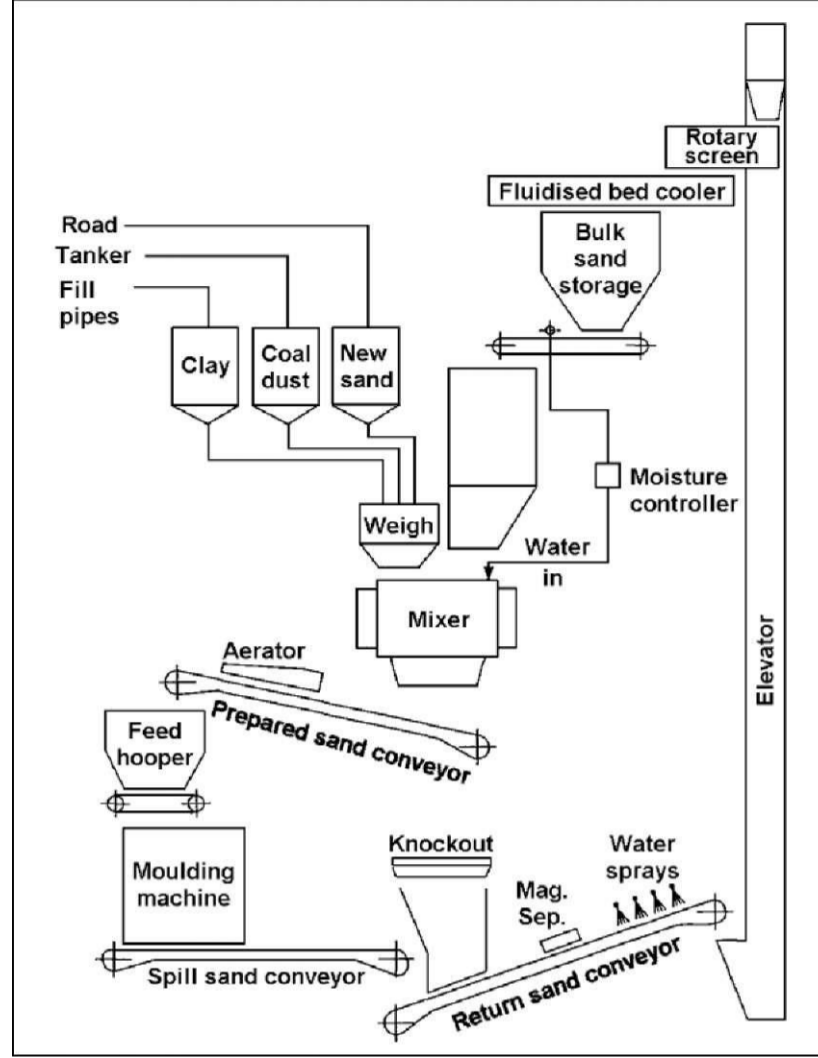 Rotary
screen
Fluidised bed cooler
Bulk
sand
storage
Road
Tanker
Fill
pipes
Clay
Coal
dust
New
sand
Moisture
controller
Weigh
Water
in
Mixer
Elevator
Aerator
Prepared sand conveyor
Feed
hooper
Moulding
machine
Spill sand conveyor
Knockout
Mag.
Sep.
Water
sprays
Return sand conveyor